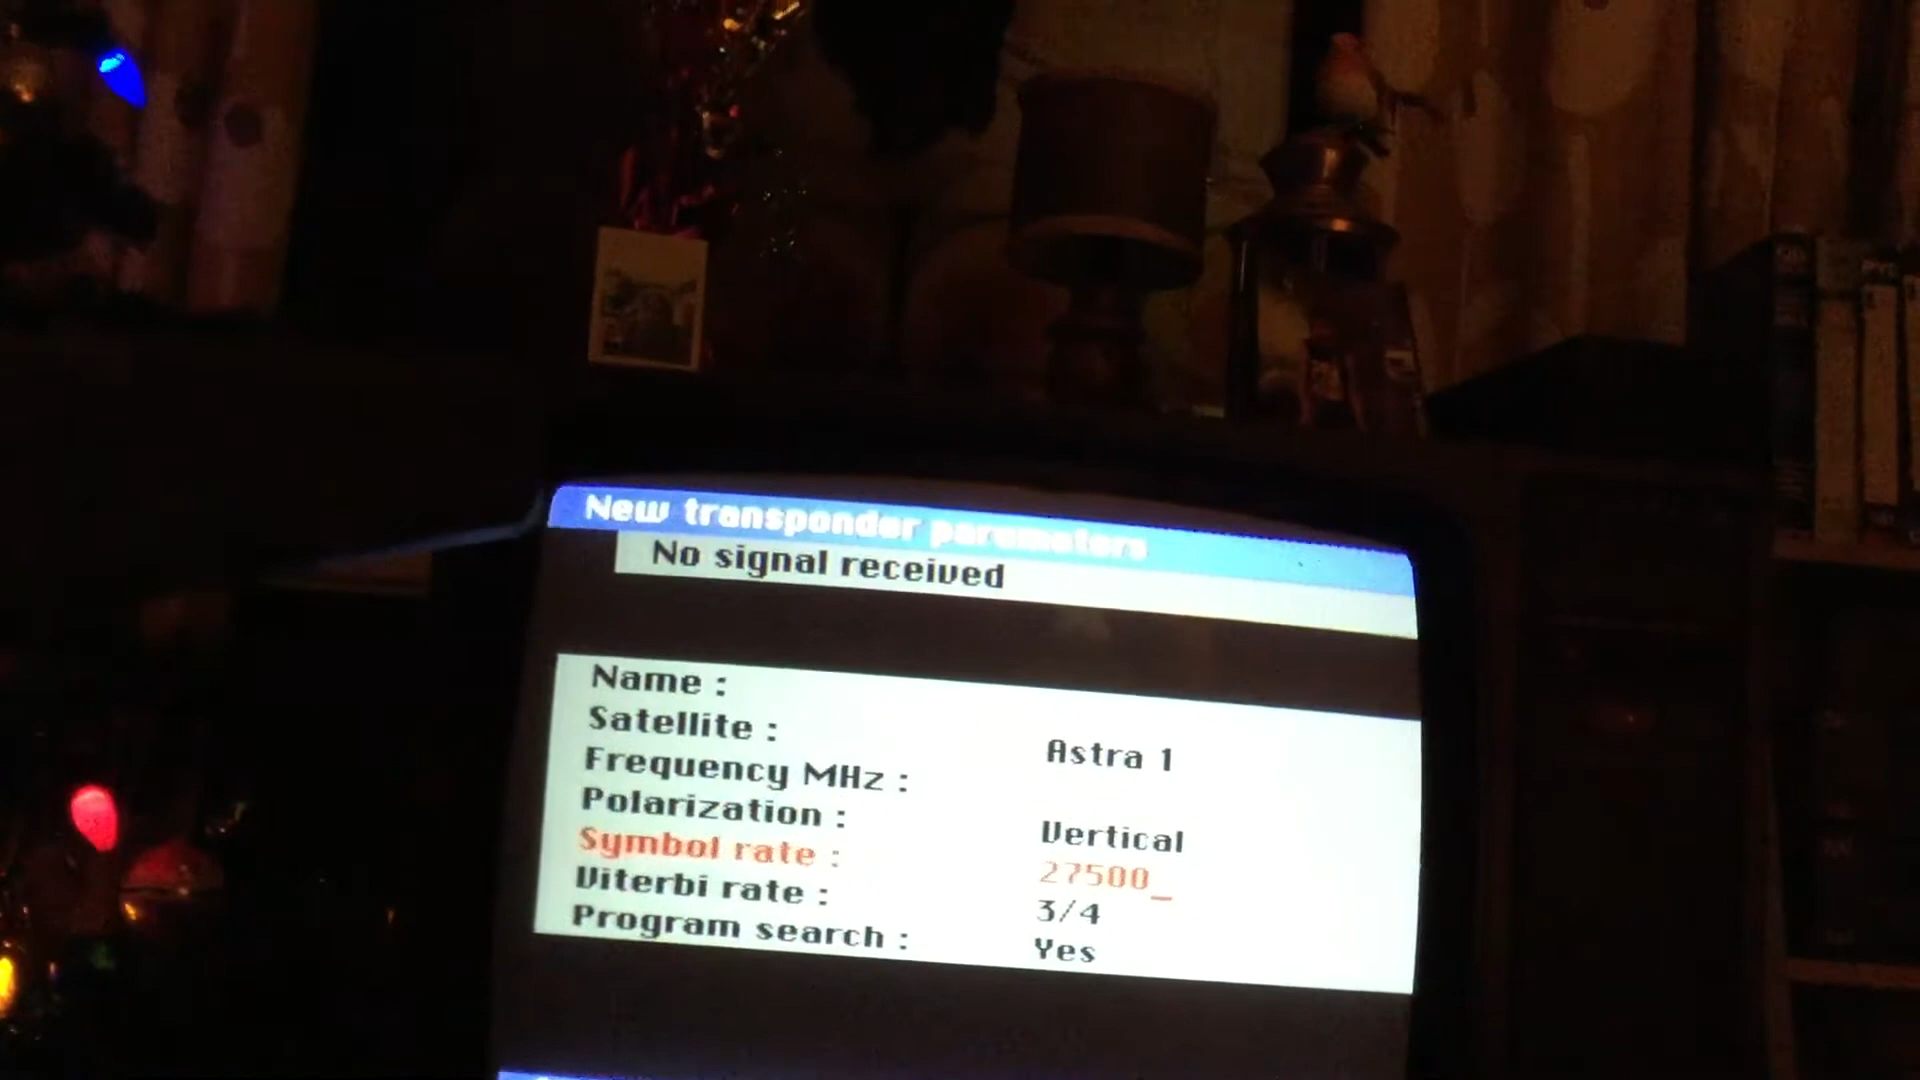 New transponder parameters
No signal received
Name :
Satellite : Astra 1
Frequency MHz :
Polarization : Vertical
Symbol rate : 27500_
Viterbi rate : 3/4
Program search : Yes